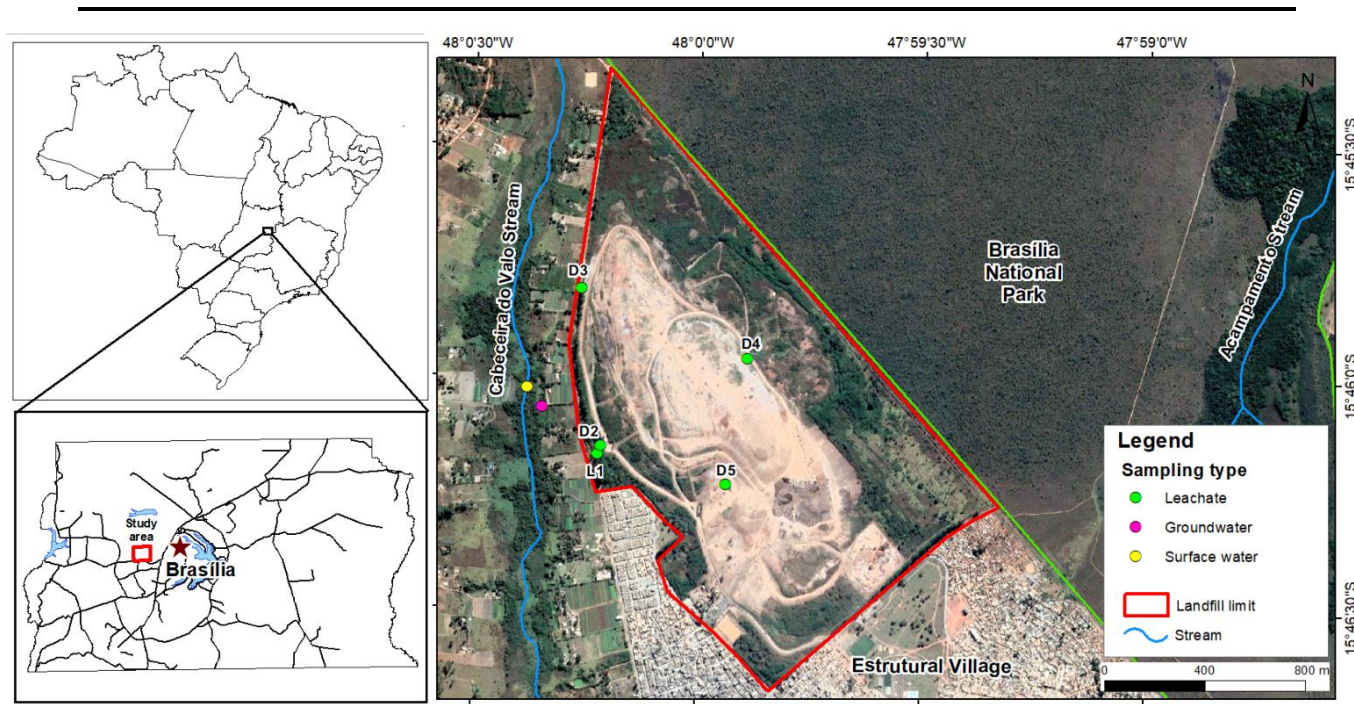 48°0'30"W
48°0'0"W
47°59'30"W
47°59'0"W
N
15°45'30"S
15°46'0"S
15°46'30"S
Cabeceira do Valo Stream
Brasília
National
Park
Acampamento Stream
D3
D4
D2
L1
D5
Estrutural Village
Study
area
Brasília
Legend
Sampling type
Leachate
Groundwater
Surface water
Landfill limit
Stream
0 400 800 m